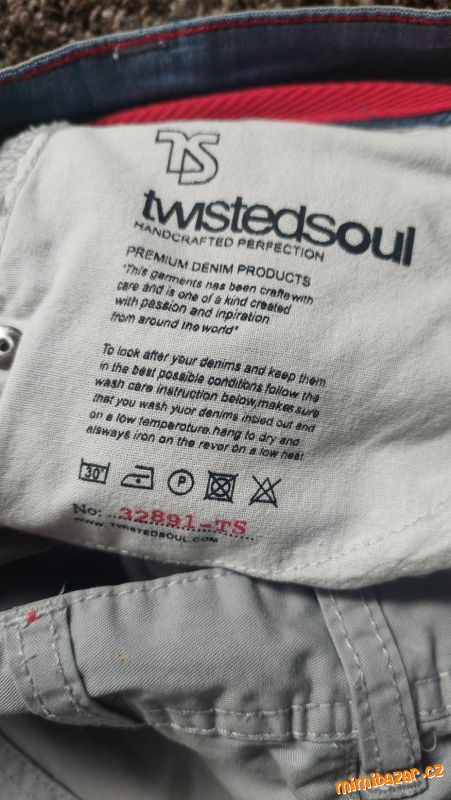 TS
twistedsoul
HANDCRAFTED PERFECTION
PREMIUM DENIM PRODUCTS
"This garments has been crafte with
care and is one of a kind created
with passion and inpiration
from around the world"
To look after your denims and keep them
in the best possible conditions follow the
wash care instruction below,make sure
that you wash yuor denims insied out and
on a low temperature,hang to dry and
alsways iron on the revor on a low heat
30° P
No: 32891-TS
WWW. TWISTEDSOUL.COM
mimibazar.cz